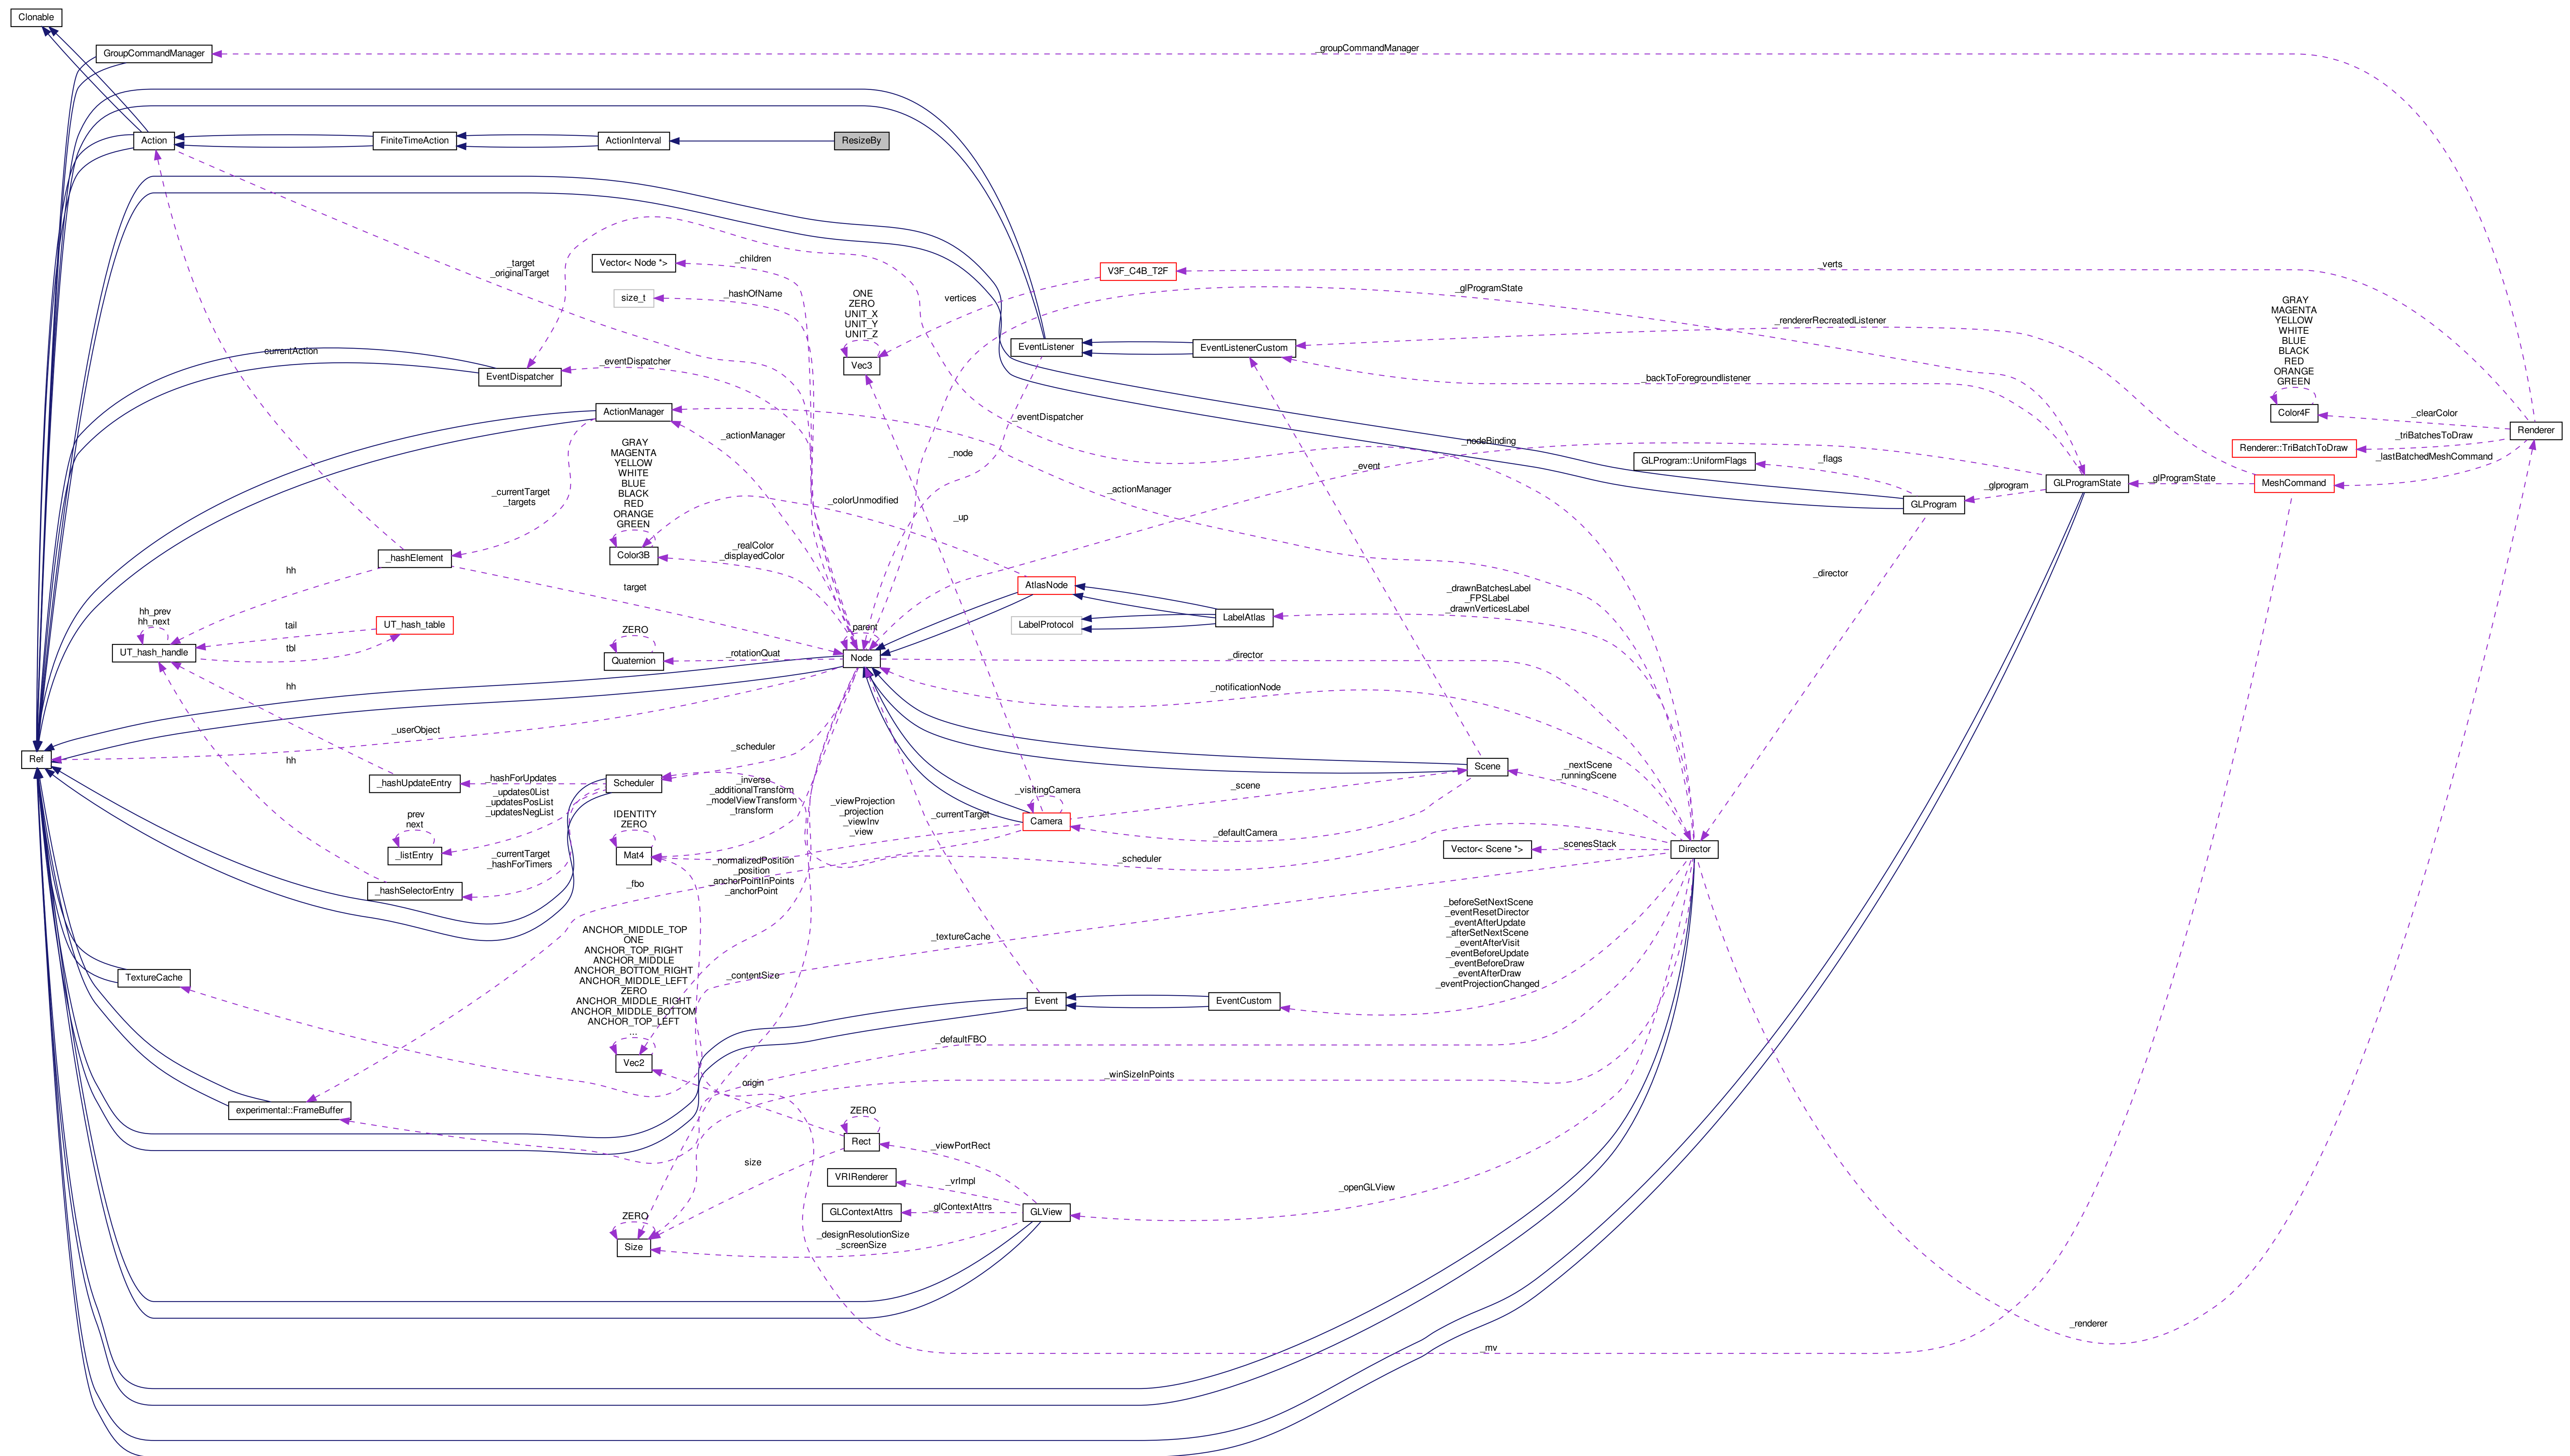 Clonable
GroupCommandManager
_groupCommandManager
Action
FiniteTimeAction
ActionInterval
ResizeBy
_target
_originalTarget
Vector< Node *>
_children
size_t
_hashOfName
ONE
ZERO
UNIT_X
UNIT_Y
UNIT_Z
Vec3
vertices
V3F_C4B_T2F
_verts
_glProgramState
_rendererRecreatedListener
EventListener
EventListenerCustom
GRAY
MAGENTA
YELLOW
WHITE
BLUE
BLACK
RED
ORANGE
GREEN
Color4F
_clearColor
Renderer
currentAction
EventDispatcher
_eventDispatcher
_backToForegroundlistener
ActionManager
_actionManager
_eventDispatcher
_nodeBinding
_triBatchesToDraw
Renderer::TriBatchToDraw
_lastBatchedMeshCommand
GRAY
MAGENTA
YELLOW
WHITE
BLUE
BLACK
RED
ORANGE
GREEN
Color3B
_node
_event
GLProgram::UniformFlags
_flags
_glprogram
GLProgramState
_glProgramState
MeshCommand
GLProgram
_currentTarget
_targets
_colorUnmodified
_actionManager
_up
_realColor
_displayedColor
_hashElement
hh
target
_director
AtlasNode
_drawnBatchesLabel
_FPSLabel
_drawnVerticesLabel
LabelAtlas
LabelProtocol
hh_prev
hh_next
tail
UT_hash_table
UT_hash_handle
tbl
ZERO
Quaternion
_rotationQuat
_parent
Node
_director
_notificationNode
hh
_userObject
_scheduler
Ref
hh
_hashUpdateEntry
_hashForUpdates
Scheduler
_inverse
_additionalTransform
_modelViewTransform
_transform
_updates0List
_updatesPosList
_updatesNegList
_visitingCamera
Camera
_scene
Scene
_nextScene
_runningScene
prev
next
_listEntry
IDENTITY
ZERO
Mat4
_viewProjection
_projection
_viewInv
_view
_currentTarget
_defaultCamera
Vector< Scene *>
_scenesStack
Director
_currentTarget
_hashForTimers
_hashSelectorEntry
_normalizedPosition
_position
_anchorPointInPoints
_anchorPoint
_scheduler
_fbo
ANCHOR_MIDDLE_TOP
ONE
ANCHOR_TOP_RIGHT
ANCHOR_MIDDLE
ANCHOR_BOTTOM_RIGHT
ANCHOR_MIDDLE_LEFT
ZERO
ANCHOR_MIDDLE_RIGHT
ANCHOR_MIDDLE_BOTTOM
ANCHOR_TOP_LEFT
...
Vec2
_textureCache
_beforeSetNextScene
_eventResetDirector
_eventAfterUpdate
_afterSetNextScene
_eventAfterVisit
_eventBeforeUpdate
_eventBeforeDraw
_eventAfterDraw
_eventProjectionChanged
TextureCache
_contentSize
Event
EventCustom
_defaultFBO
_winSizeInPoints
origin
experimental::FrameBuffer
ZERO
Rect
_viewPortRect
size
VRIRenderer
_vrImpl
_openGLView
GLContextAttrs
_glContextAttrs
GLView
ZERO
Size
_designResolutionSize
_screenSize
_renderer
_mv